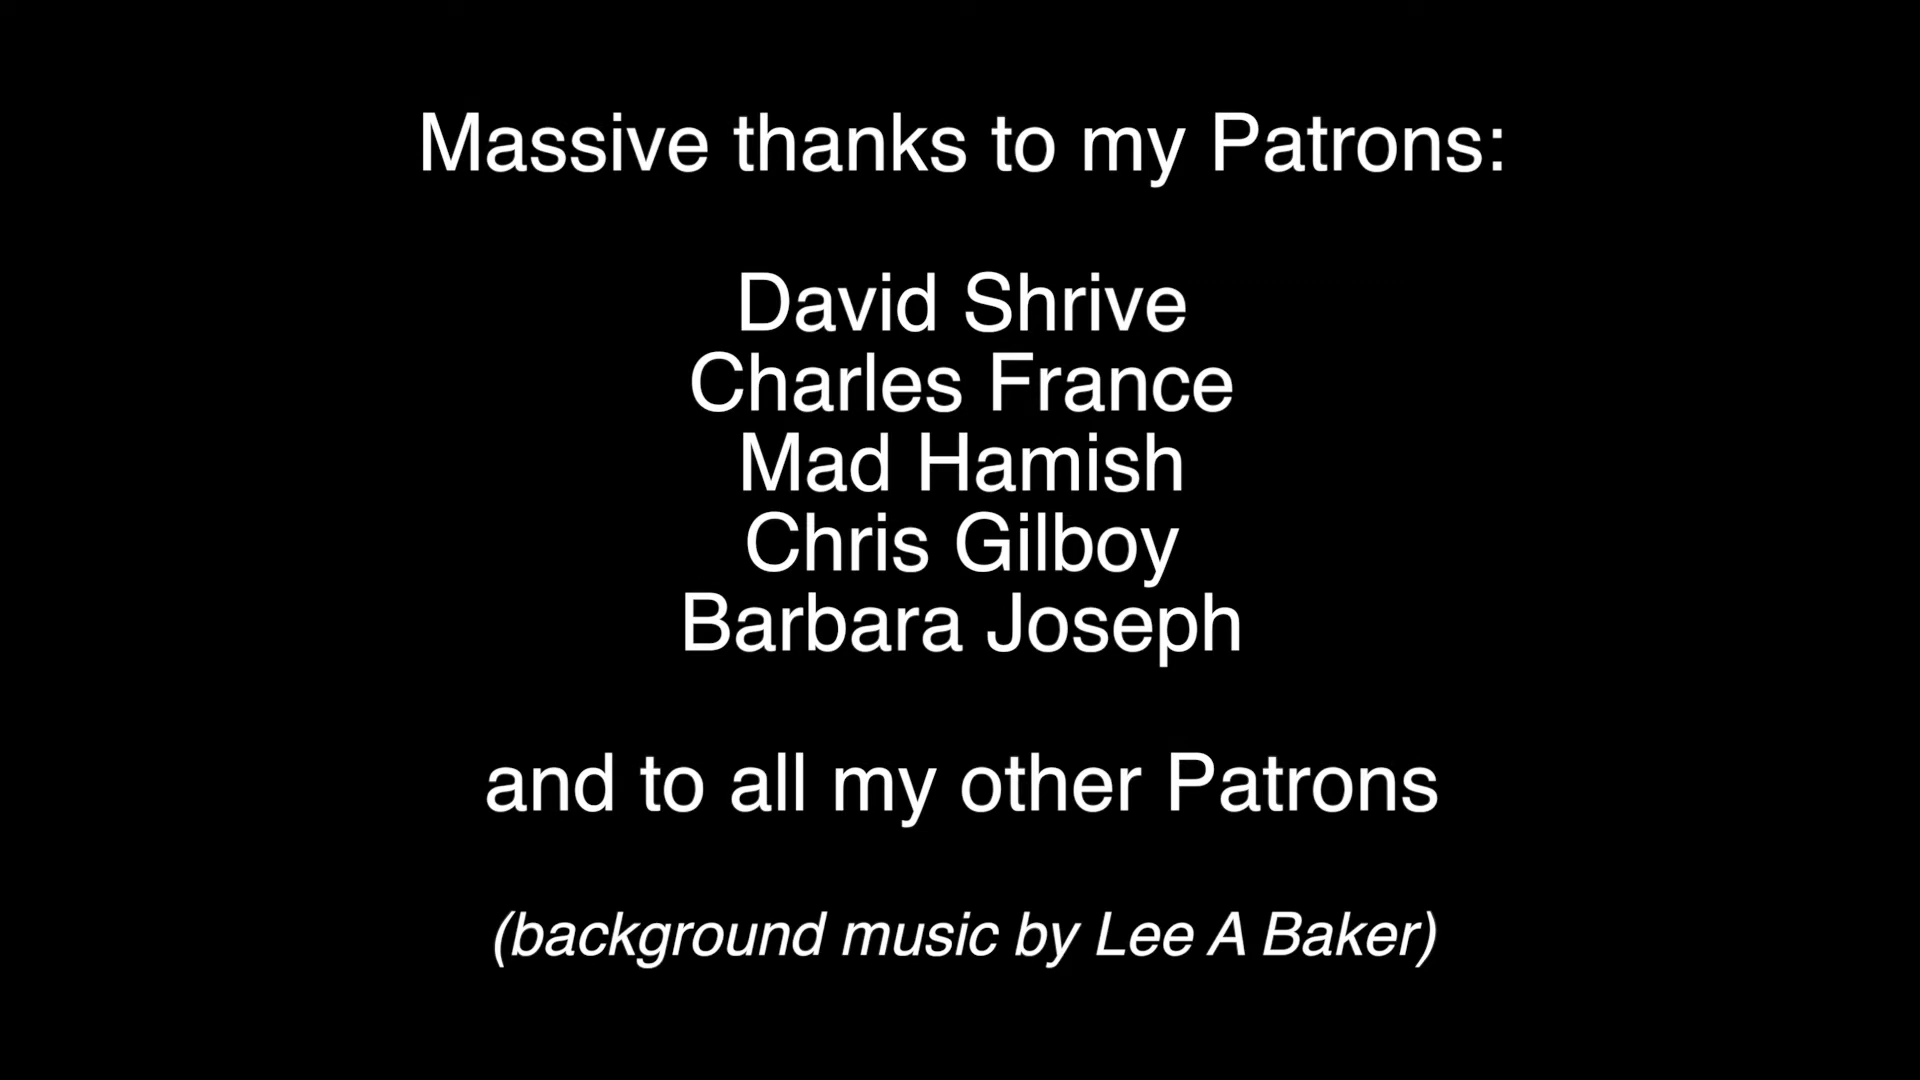 Massive thanks to my Patrons:
David Shrive
Charles France
Mad Hamish
Chris Gilboy
Barbara Joseph
and to all my other Patrons
(background music by Lee A Baker)